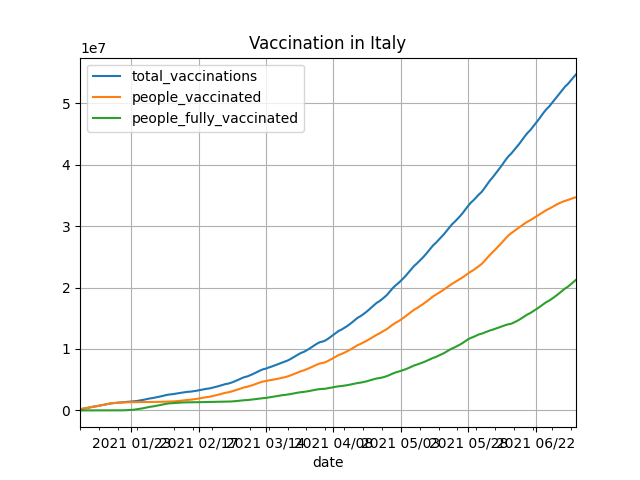 Vaccination in Italy
1e7
total_vaccinations
people_vaccinated
people_fully_vaccinated
5
4
3
2
1
0
2021 01/23 2021 02/17 2021 03/14 2021 04/08 2021 05/03 2021 05/28 2021 06/22
date